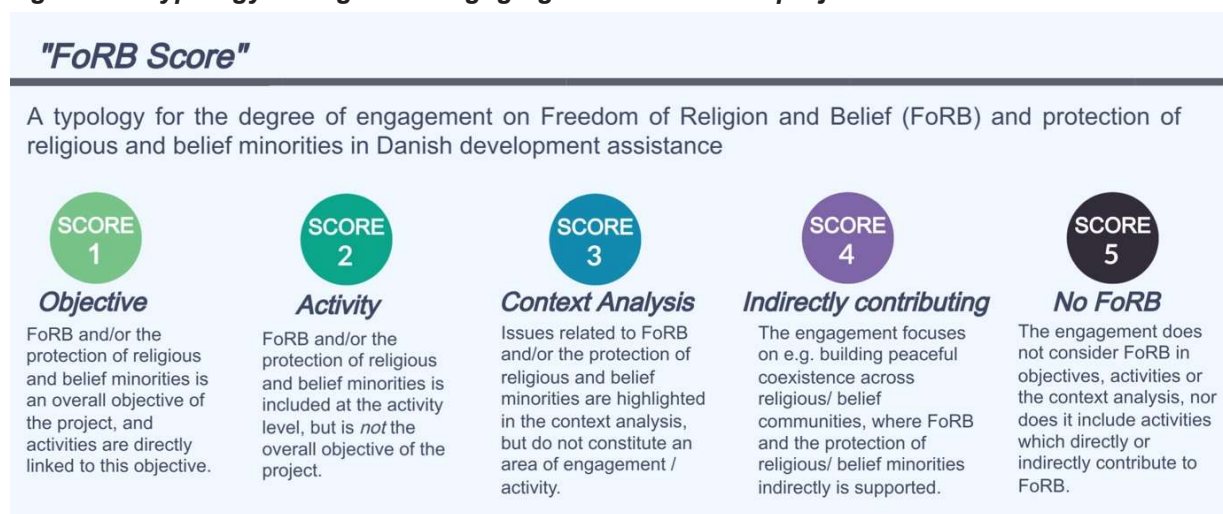 "FoRB Score"
A typology for the degree of engagement on Freedom of Religion and Belief (FoRB) and protection of
religious and belief minorities in Danish development assistance
SCORE
1
Objective
FoRB and/or the
protection of religious
and belief minorities is
an overall objective of
the project, and
activities are directly
linked to this objective.
SCORE
2
Activity
FoRB and/or the
protection of religious
and belief minorities is
included at the activity
level, but is not the
overall objective of the
project.
SCORE
3
Context Analysis
Issues related to FoRB
and/or the protection of
religious and belief
minorities are highlighted
in the context analysis,
but do not constitute an
area of engagement /
activity.
SCORE
4
Indirectly contributing
The engagement focuses
on e.g. building peaceful
coexistence across
religious/ belief
communities, where FoRB
and the protection of
religious/ belief minorities
indirectly is supported.
SCORE
5
No FoRB
The engagement does
not consider FoRB in
objectives, activities or
the context analysis, nor
does it include activities
which directly or
indirectly contribute to
FoRB.